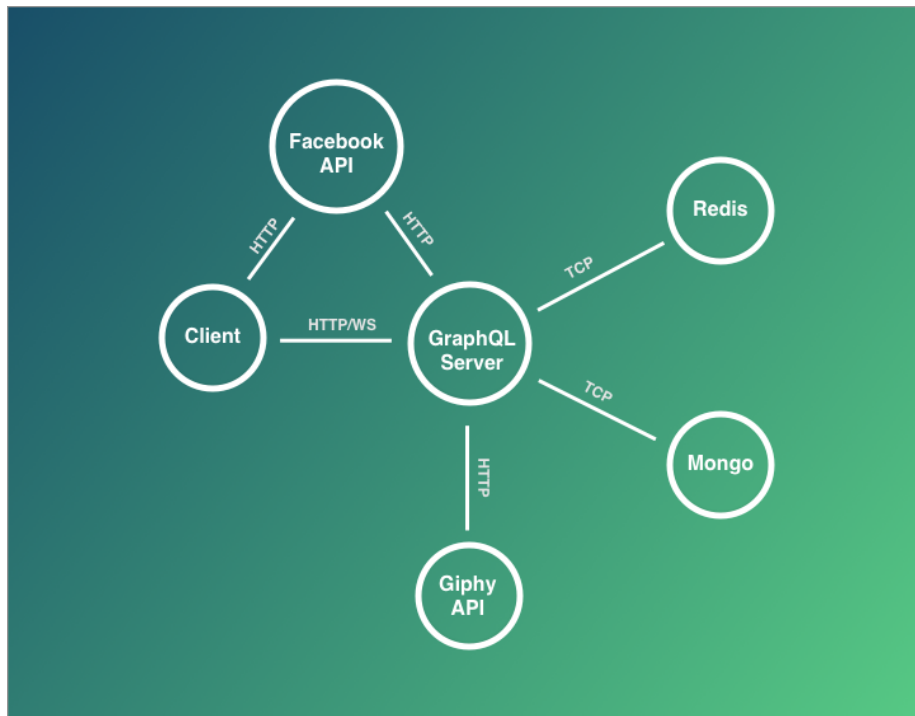 Facebook
API
HTTP
HTTP
Redis
TCP
Client
HTTP/WS
GraphQL
Server
TCP
Mongo
HTTP
Giphy
API